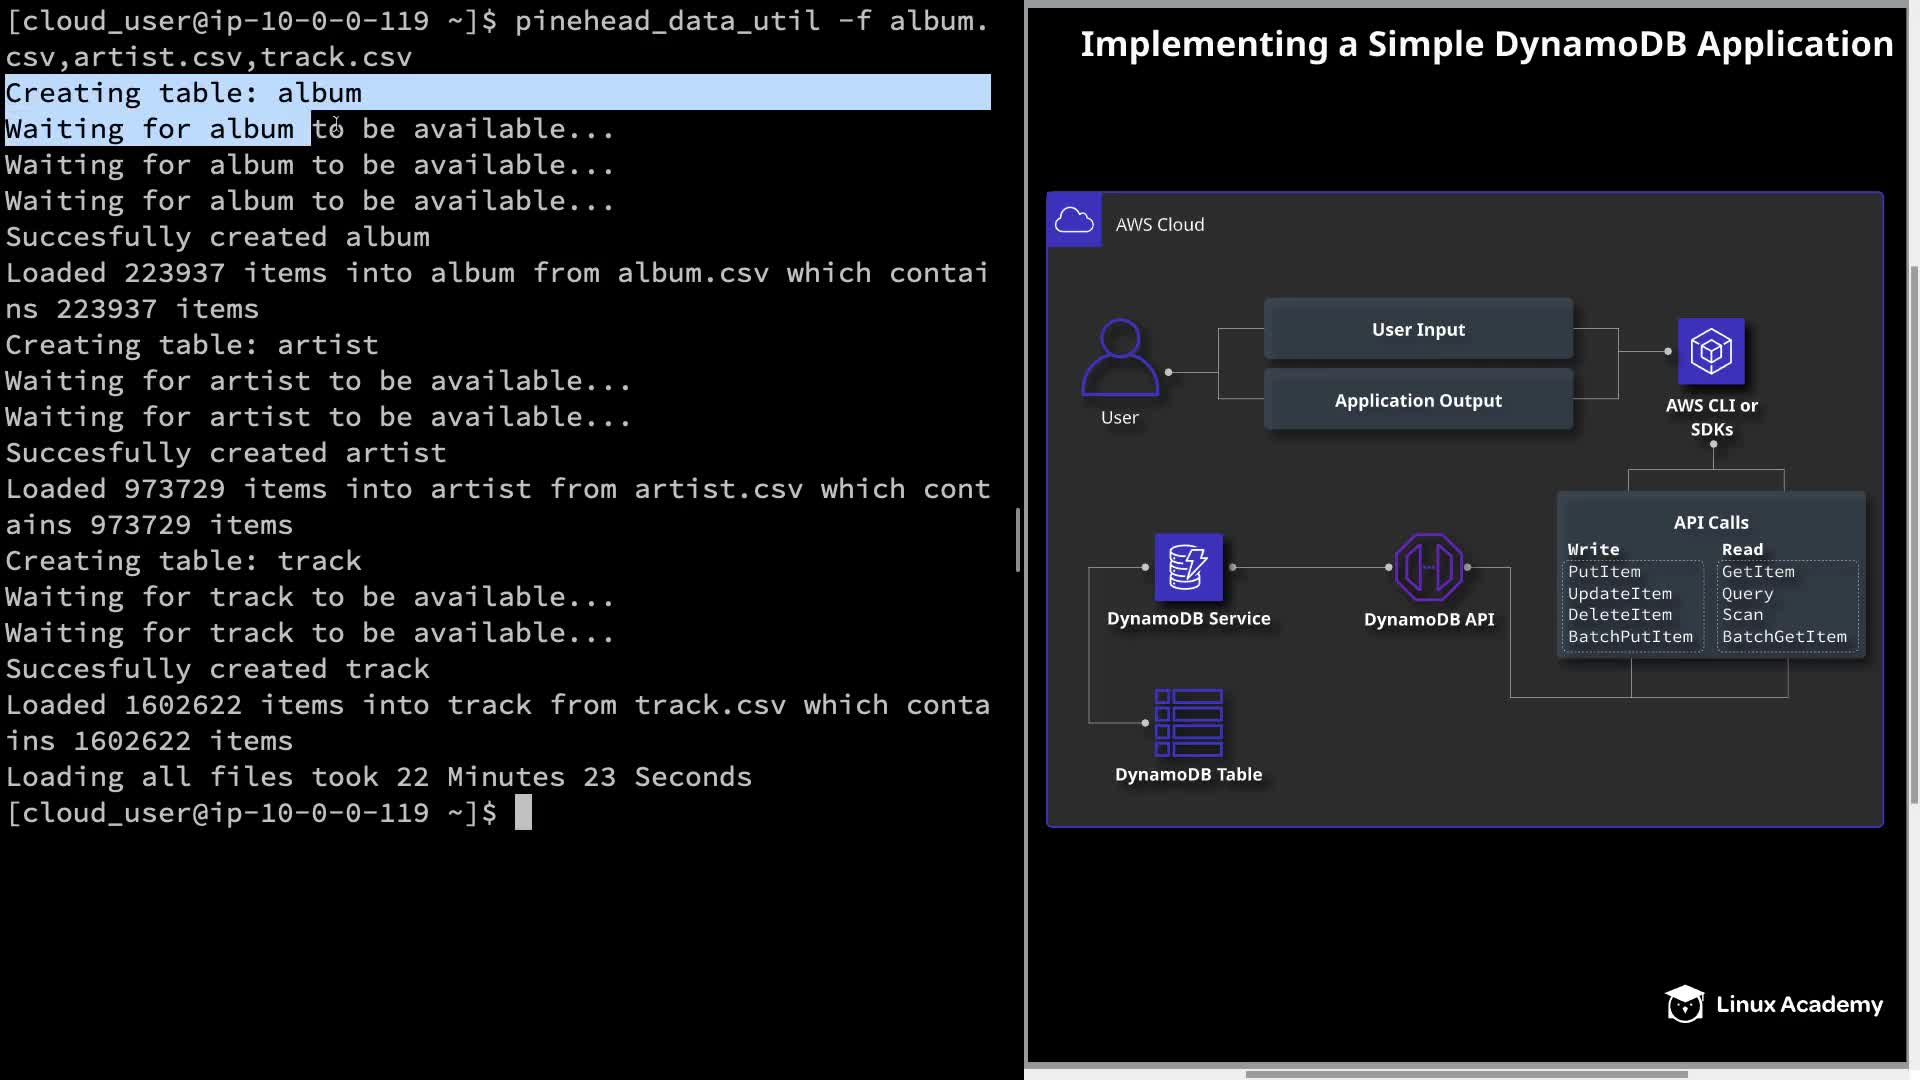 [cloud_user@ip-10-0-0-119 ~]$ pinehead_data_util -f album.
csv,artist.csv,track.csv
Creating table: album
Waiting for album to be available...
Waiting for album to be available...
Waiting for album to be available...
Succesfully created album
Loaded 223937 items into album from album.csv which contai
ns 223937 items
Creating table: artist
Waiting for artist to be available...
Waiting for artist to be available...
Succesfully created artist
Loaded 973729 items into artist from artist.csv which cont
ains 973729 items
Creating table: track
Waiting for track to be available...
Waiting for track to be available...
Succesfully created track
Loaded 1602622 items into track from track.csv which conta
ins 1602622 items
Loading all files took 22 Minutes 23 Seconds
[cloud_user@ip-10-0-0-119 ~]$
Implementing a Simple DynamoDB Application
AWS Cloud
User
User Input
Application Output
AWS CLI or
SDKs
API Calls
Write
PutItem
UpdateItem
DeleteItem
BatchPutItem
Read
GetItem
Query
Scan
BatchGetItem
DynamoDB Service
DynamoDB API
DynamoDB Table
Linux Academy